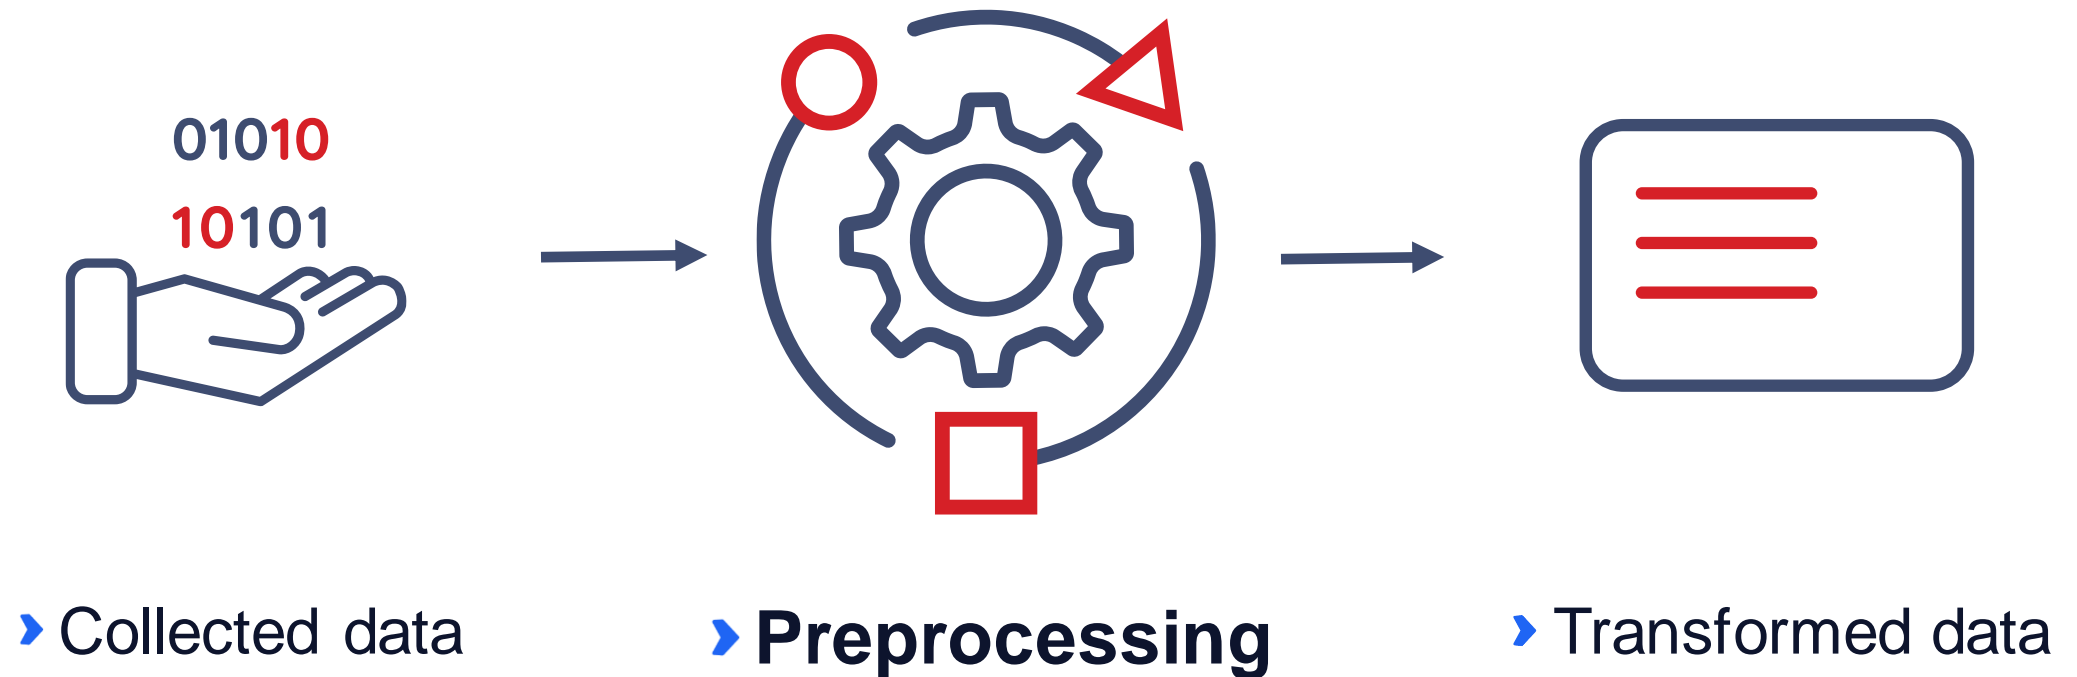 01010
10101
Collected data
Preprocessing
Transformed data